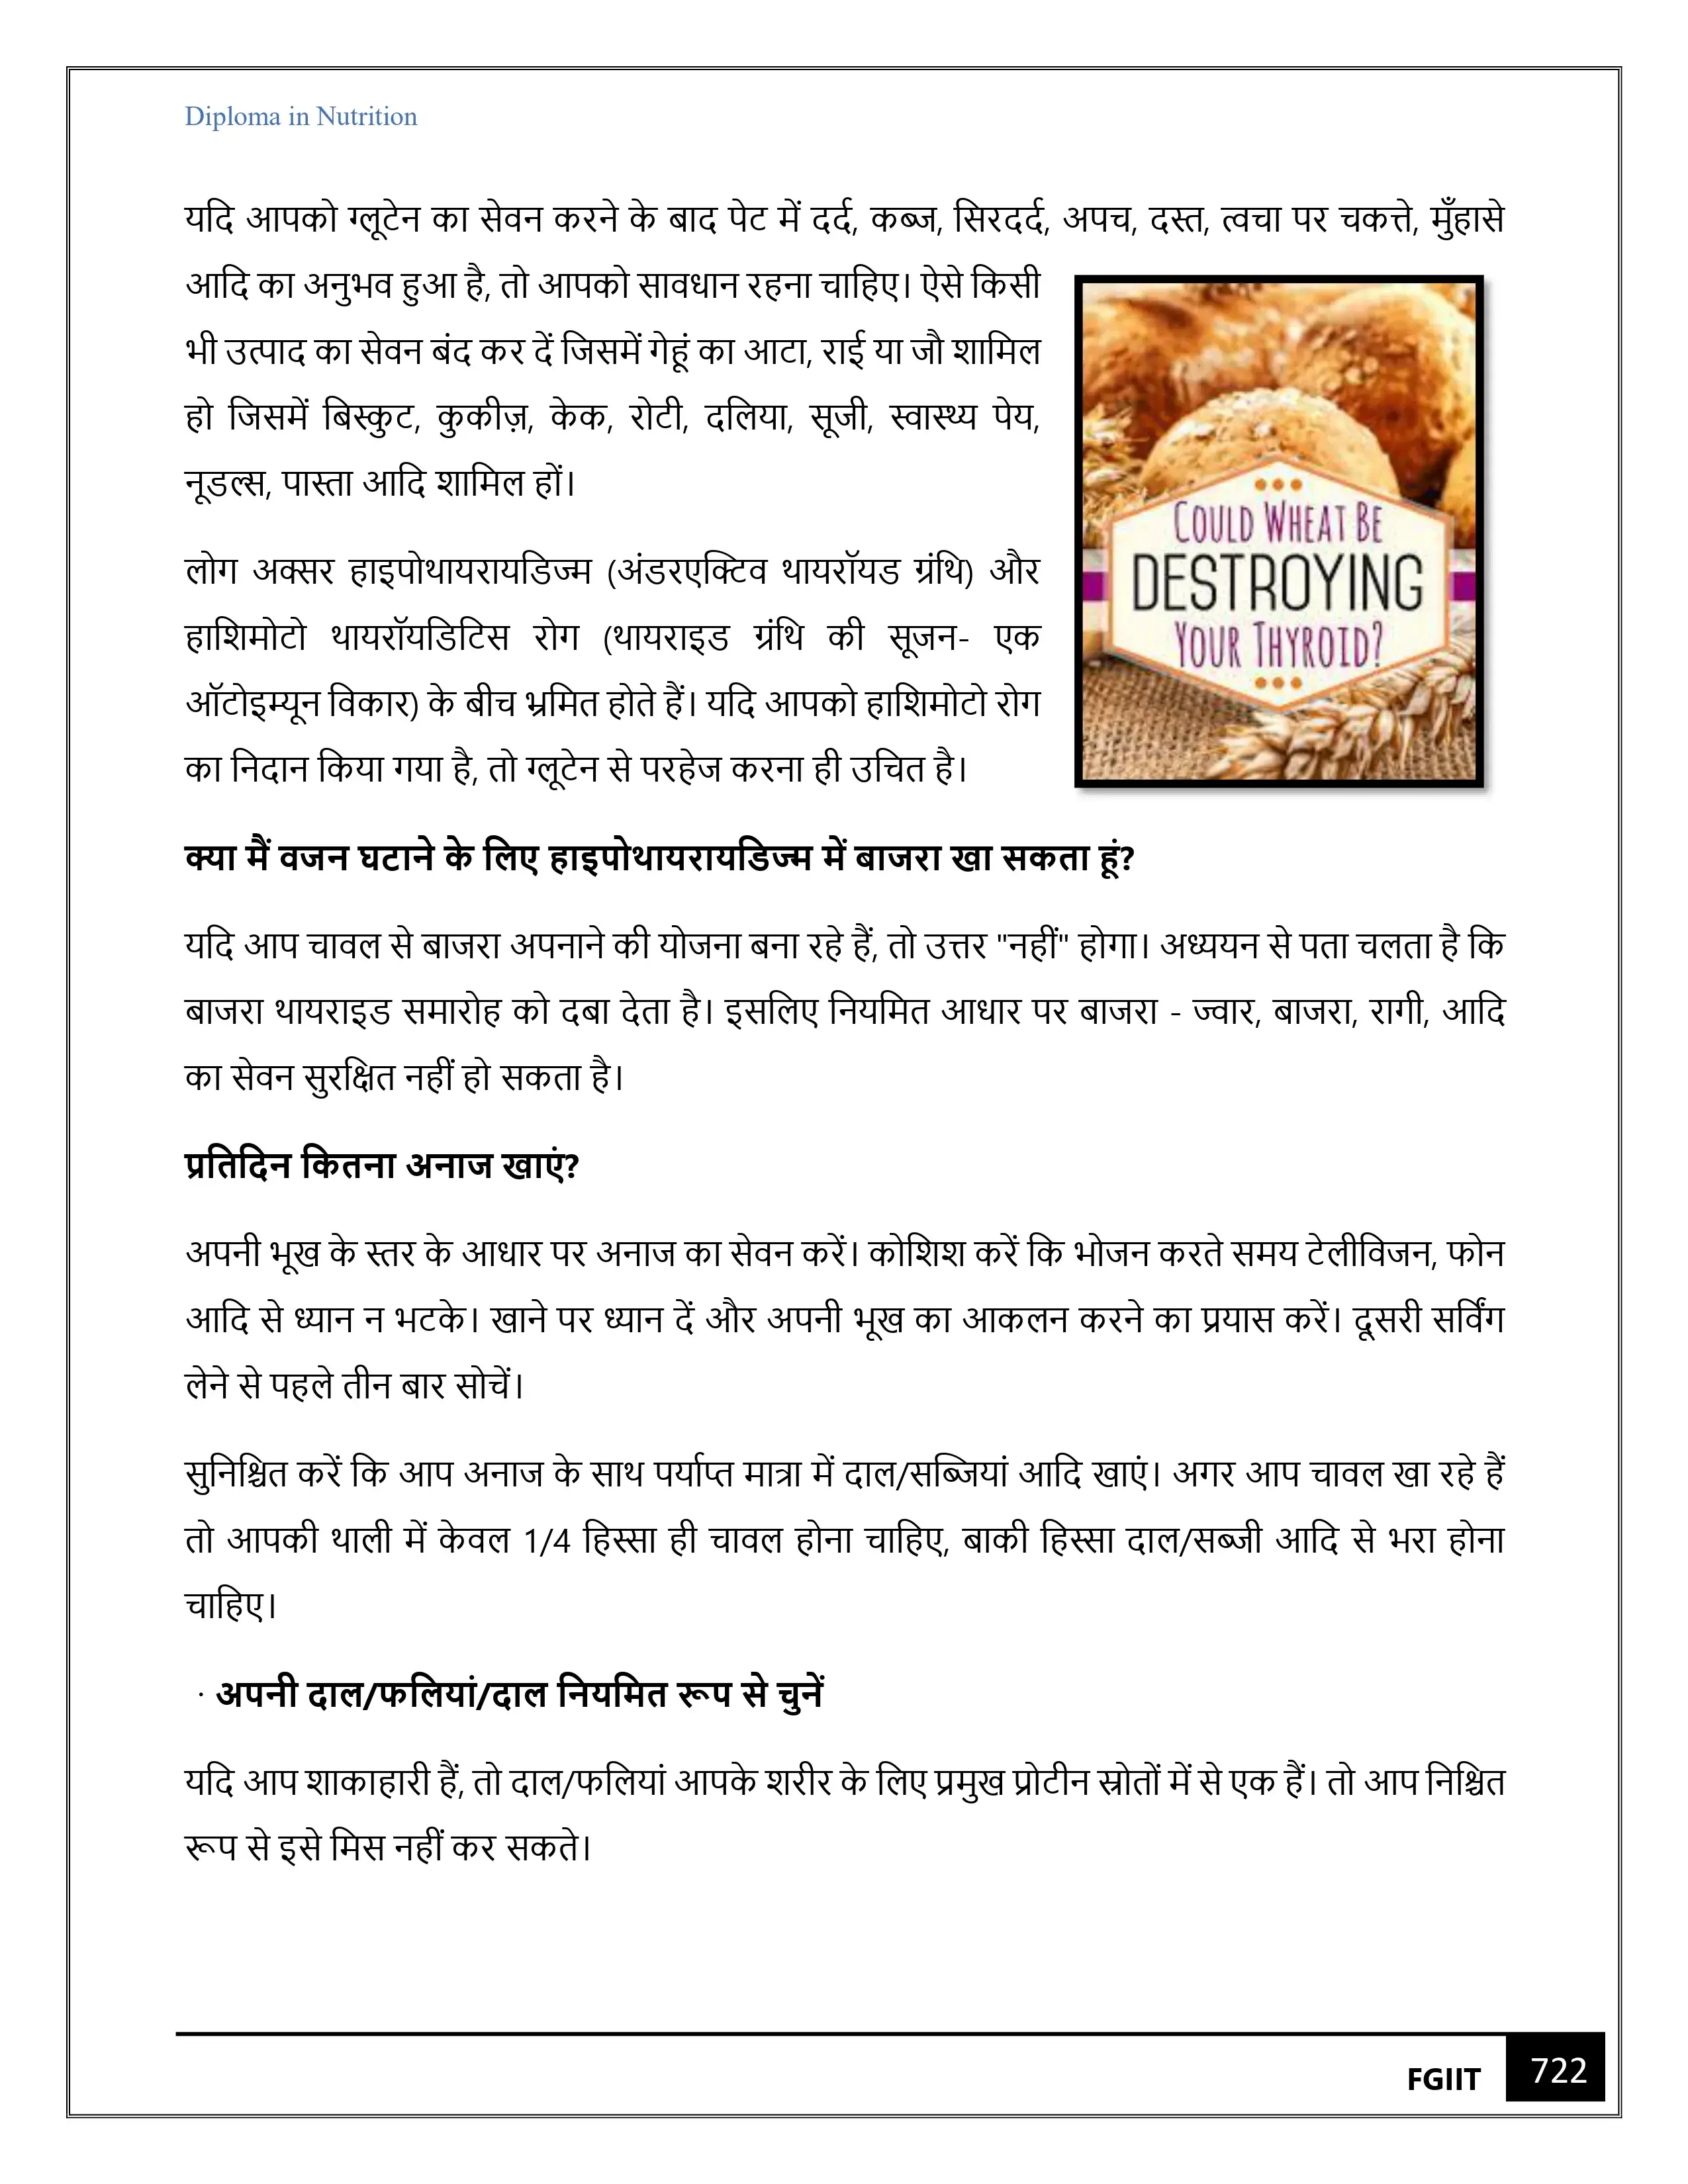 Diploma in Nutrition
यदि आपको ग्लूटेन का सेवन करने के बाद पेट में दर्द, कब्ज, सिरदर्द, अपच, दस्त, त्वचा पर चकत्ते, मुँहासे
आदि का अनुभव हुआ है, तो आपको सावधान रहना चाहिए। ऐसे किसी
भी उत्पाद का सेवन बंद कर दें जिसमें गेहूं का आटा, राई या जौ शामिल
हो जिसमें बिस्कुट, कुकीज़, केक, रोटी, दलिया, सूजी, स्वास्थ्य पेय,
नूडल्स, पास्ता आदि शामिल हों।
लोग अक्सर हाइपोथायरायडिज्म (अंडरएक्टिव थायरॉयड ग्रंथि) और
हाशिमोटो थायरॉयडिटिस रोग (थायराइड ग्रंथि की सूजन- एक
ऑटोइम्यून विकार) के बीच भ्रमित होते हैं। यदि आपको हाशिमोटो रोग
का निदान किया गया है, तो ग्लूटेन से परहेज करना ही उचित है।
COULD WHEAT BE
DESTROYING
YOUR THYROID?
क्या मैं वजन घटाने के लिए हाइपोथायरायडिज्म में बाजरा खा सकता हूं?
यदि आप चावल से बाजरा अपनाने की योजना बना रहे हैं, तो उत्तर "नहीं" होगा। अध्ययन से पता चलता है कि
बाजरा थायराइड समारोह को दबा देता है। इसलिए नियमित आधार पर बाजरा - ज्वार, बाजरा, रागी, आदि
का सेवन सुरक्षित नहीं हो सकता है।
प्रतिदिन कितना अनाज खाएं?
अपनी भूख के स्तर के आधार पर अनाज का सेवन करें। कोशिश करें कि भोजन करते समय टेलीविजन, फोन
आदि से ध्यान न भटके। खाने पर ध्यान दें और अपनी भूख का आकलन करने का प्रयास करें। दूसरी सर्विंग
लेने से पहले तीन बार सोचें।
सुनिश्चित करें कि आप अनाज के साथ पर्याप्त मात्रा में दाल/सब्जियां आदि खाएं। अगर आप चावल खा रहे हैं
तो आपकी थाली में केवल 1/4 हिस्सा ही चावल होना चाहिए, बाकी हिस्सा दाल/सब्जी आदि से भरा होना
चाहिए।
· अपनी दाल/फलियां/दाल नियमित रूप से चुनें
यदि आप शाकाहारी हैं, तो दाल/फलियां आपके शरीर के लिए प्रमुख प्रोटीन स्रोतों में से एक हैं। तो आप निश्चित
रूप से इसे मिस नहीं कर सकते।
FGIIT 722